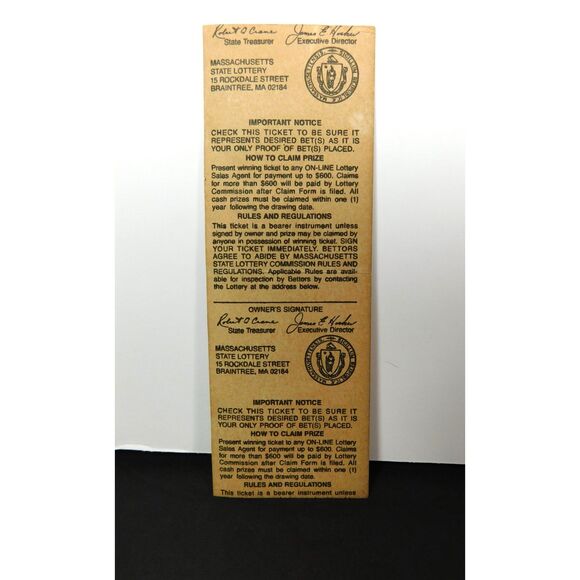 Robert Q Crane James E Hosker
State Treasurer Executive Director
MASSACHUSETTS
STATE LOTTERY
15 ROCKDALE STREET
BRAINTREE, MA 02184
IMPORTANT NOTICE
CHECK THIS TICKET TO BE SURE IT
REPRESENTS DESIRED BET(S) AS IT IS
YOUR ONLY PROOF OF BET(S) PLACED.
HOW TO CLAIM PRIZE
Present winning ticket to any ON-LINE Lottery
Sales Agent for payment up to $600. Claims
for more than $600 will be paid by Lottery
Commission after Claim Form is filed. All
cash prizes must be claimed within one (1)
year following the drawing date.
RULES AND REGULATIONS
This ticket is a bearer instrument unless
signed by owner and prize may be claimed by
anyone in possession of winning ticket. SIGN
YOUR TICKET IMMEDIATELY. BETTORS
AGREE TO ABIDE BY MASSACHUSETTS
STATE LOTTERY COMMISSION RULES AND
REGULATIONS. Applicable Rules are avail-
able for inspection by Bettors by contacting
the Lottery at the address below.
OWNER'S SIGNATURE
Robert Q Crane James E Hosker
State Treasurer Executive Director
MASSACHUSETTS
STATE LOTTERY
15 ROCKDALE STREET
BRAINTREE, MA 02184
IMPORTANT NOTICE
CHECK THIS TICKET TO BE SURE IT
REPRESENTS DESIRED BET(S) AS IT IS
YOUR ONLY PROOF OF BET(S) PLACED.
HOW TO CLAIM PRIZE
Present winning ticket to any ON-LINE Lottery
Sales Agent for payment up to $600. Claims
for more than $600 will be paid by Lottery
Commission after Claim Form is filed. All
cash prizes must be claimed within one (1)
year following the drawing date.
RULES AND REGULATIONS
This ticket is a bearer instrument unless